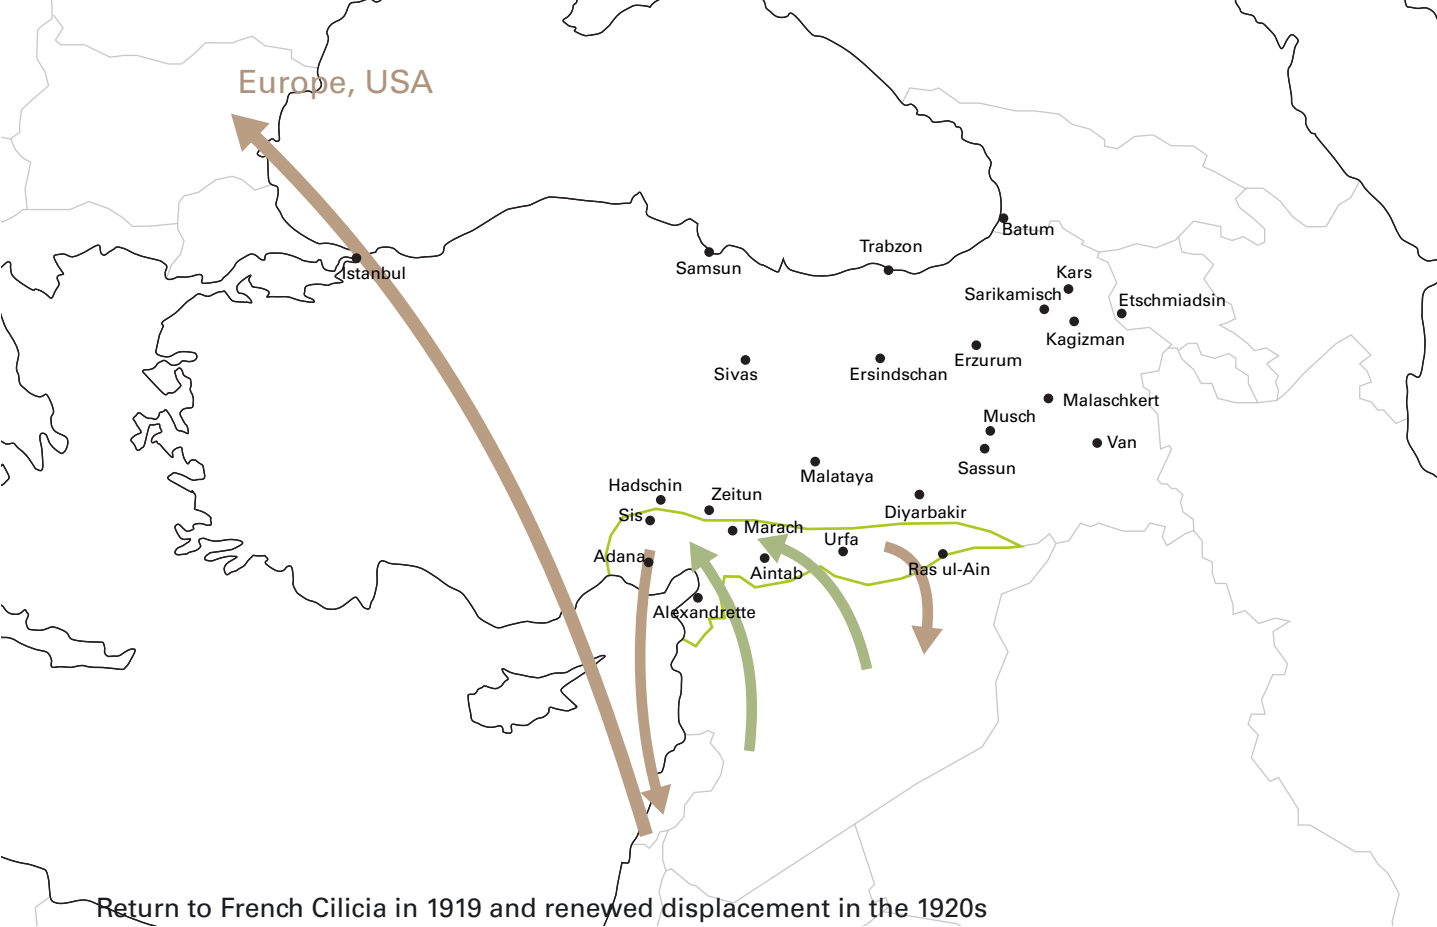 Europe, USA
Batum
Istanbul
Trabzon
Samsun
Kars
Sarikamisch
Etschmiadsin
Kagizman
Erzurum
Sivas
Ersindschan
Malaschkert
Musch
Van
Sassun
Malataya
Hadschin
Zeitun
Diyarbakir
Sis
Marach
Urfa
Adana
Aintab
Ras ul-Ain
Alexandrette
Return to French Cilicia in 1919 and renewed displacement in the 1920s